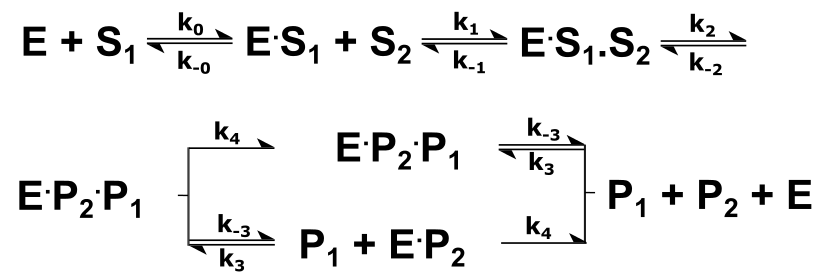 E + S₁ k₀ k₋₀ E·S₁ + S₂ k₁ k₋₁ E·S₁.S₂ k₂ k₋₂
k₄ E·P₂·P₁ k₋₃ k₃
E·P₂·P₁ P₁ + P₂ + E
k₋₃ k₃ P₁ + E·P₂ k₄